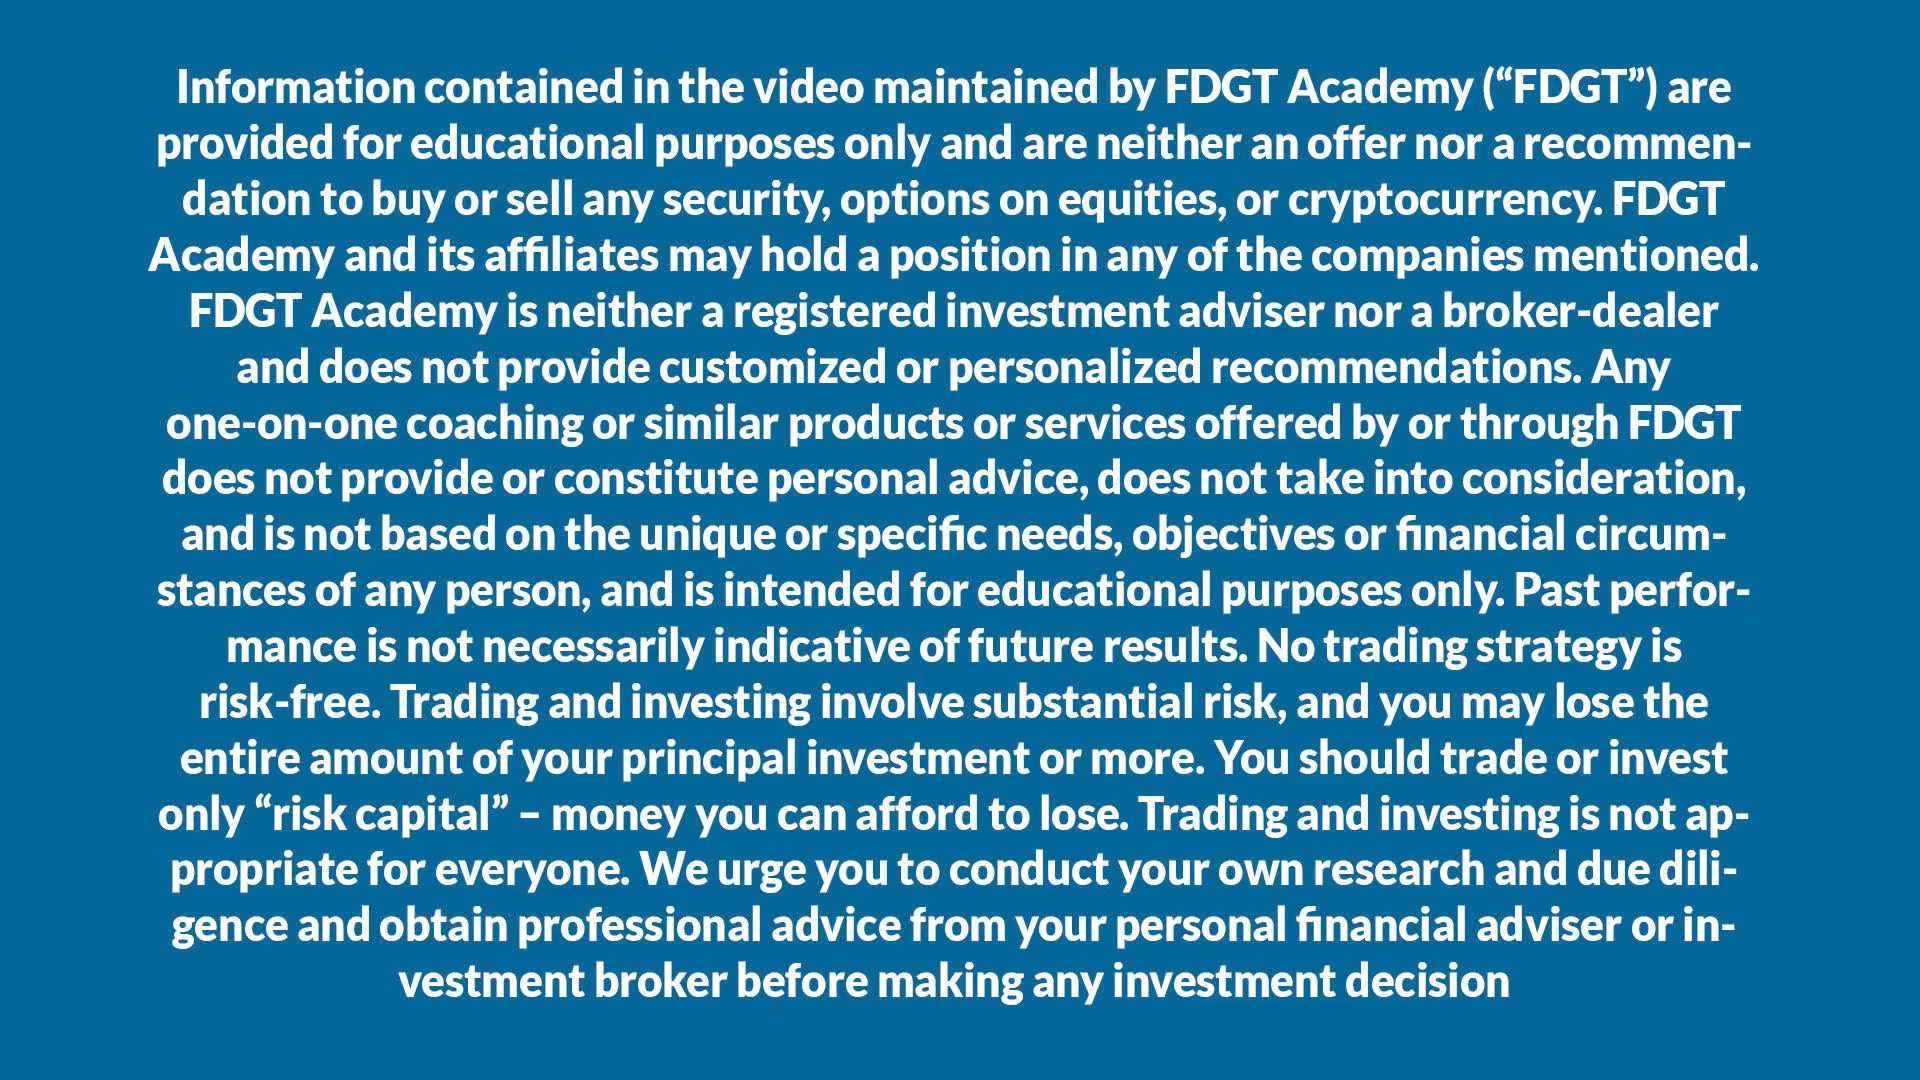 Information contained in the video maintained by FDGT Academy (“FDGT”) are
provided for educational purposes only and are neither an offer nor a recommen-
dation to buy or sell any security, options on equities, or cryptocurrency. FDGT
Academy and its affiliates may hold a position in any of the companies mentioned.
FDGT Academy is neither a registered investment adviser nor a broker-dealer
and does not provide customized or personalized recommendations. Any
one-on-one coaching or similar products or services offered by or through FDGT
does not provide or constitute personal advice, does not take into consideration,
and is not based on the unique or specific needs, objectives or financial circum-
stances of any person, and is intended for educational purposes only. Past perfor-
mance is not necessarily indicative of future results. No trading strategy is
risk-free. Trading and investing involve substantial risk, and you may lose the
entire amount of your principal investment or more. You should trade or invest
only “risk capital” – money you can afford to lose. Trading and investing is not ap-
propriate for everyone. We urge you to conduct your own research and due dili-
gence and obtain professional advice from your personal financial adviser or in-
vestment broker before making any investment decision